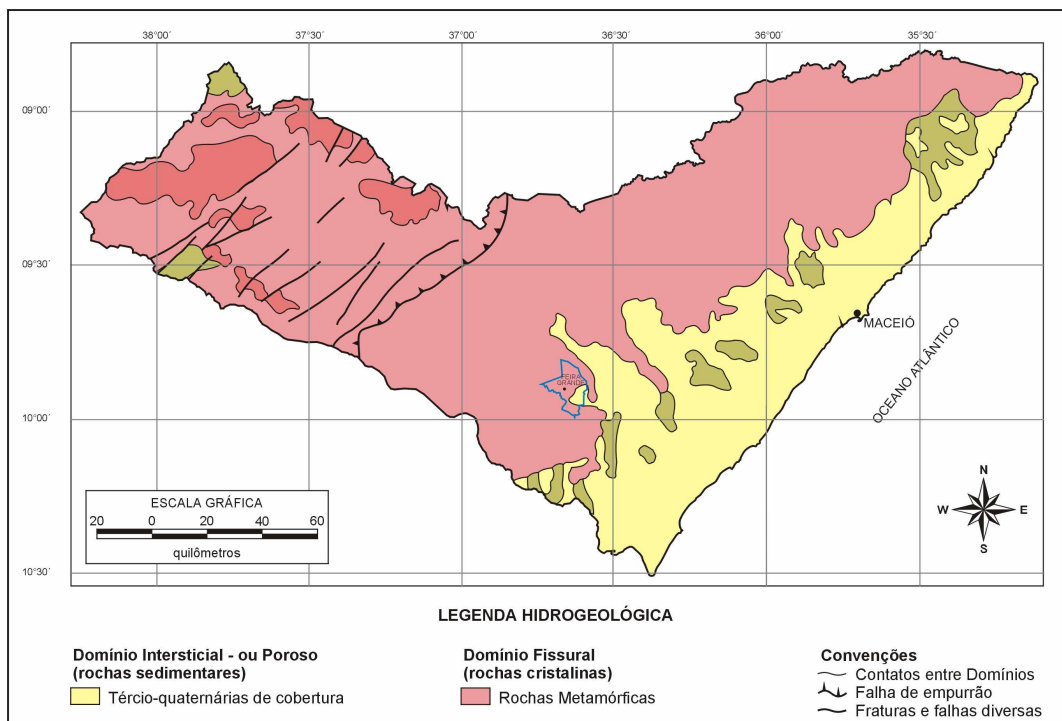 38°00´ 37°30´ 37°00´ 36°30´ 36°00´ 35°30´
09°00´
09°30´
MACEIÓ
OCEANO ATLÂNTICO
FEIRA
GRANDE
10°00´
ESCALA GRÁFICA
20 0 20 40 60
quilômetros
N
W E
S
10°30´
LEGENDA HIDROGEOLÓGICA
Domínio Intersticial - ou Poroso
(rochas sedimentares)
Tércio-quaternárias de cobertura
Domínio Fissural
(rochas cristalinas)
Rochas Metamórficas
Convenções
Contatos entre Domínios
Falha de empurrão
Fraturas e falhas diversas